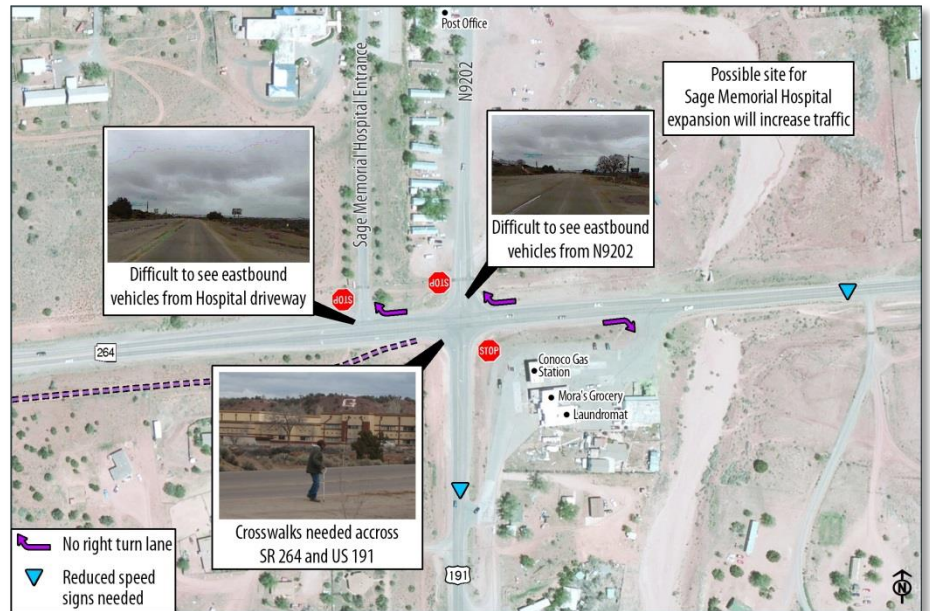 Post Office
Sage Memorial Hospital Entrance
N9202
Possible site for
Sage Memorial Hospital
expansion will increase traffic
Difficult to see eastbound
vehicles from Hospital driveway
Difficult to see eastbound
vehicles from N9202
STOP
STOP
STOP
264
Conoco Gas
Station
Mora's Grocery
Laundromat
G
Crosswalks needed accross
SR 264 and US 191
191
No right turn lane
Reduced speed
signs needed
N